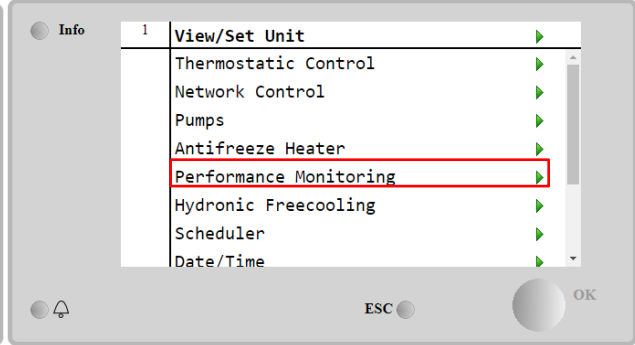 Info
1 View/Set Unit
Thermostatic Control
Network Control
Pumps
Antifreeze Heater
Performance Monitoring
Hydronic Freecooling
Scheduler
Date/Time
ESC OK